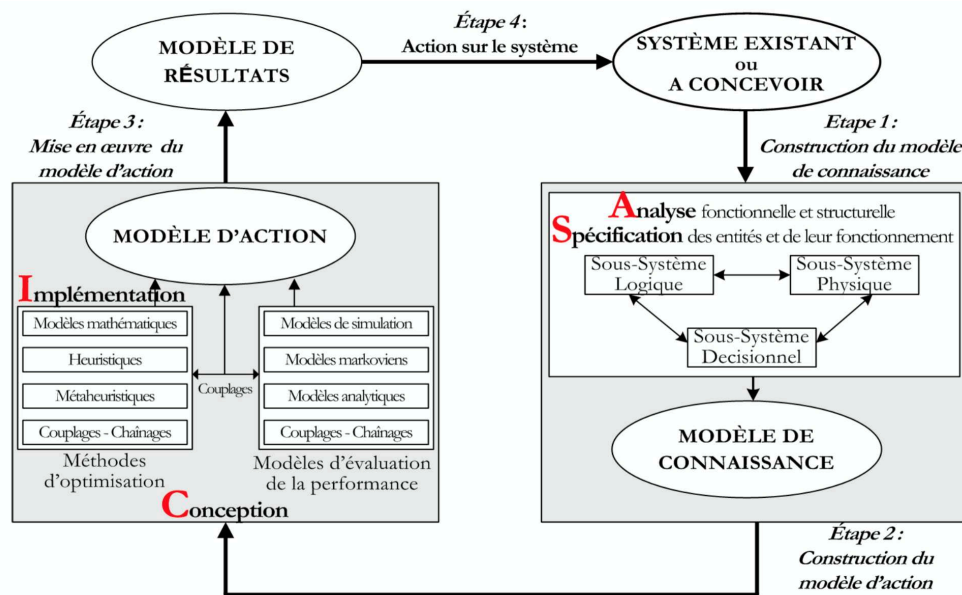 MODÈLE DE
RÉSULTATS
Étape 4 :
Action sur le système
SYSTÈME EXISTANT
ou
A CONCEVOIR
Étape 3 :
Mise en œuvre du
modèle d'action
Étape 1 :
Construction du modèle
de connaissance
MODÈLE D'ACTION
Implémentation
Modèles mathématiques
Heuristiques
Métaheuristiques
Couplages - Chaînages
Méthodes
d'optimisation
Couplages
Modèles de simulation
Modèles markoviens
Modèles analytiques
Couplages - Chaînages
Modèles d'évaluation
de la performance
Conception
Analyse fonctionnelle et structurelle
Spécification des entités et de leur fonctionnement
Sous-Système
Logique
Sous-Système
Physique
Sous-Système
Decisionnel
MODÈLE DE
CONNAISSANCE
Étape 2 :
Construction du
modèle d'action